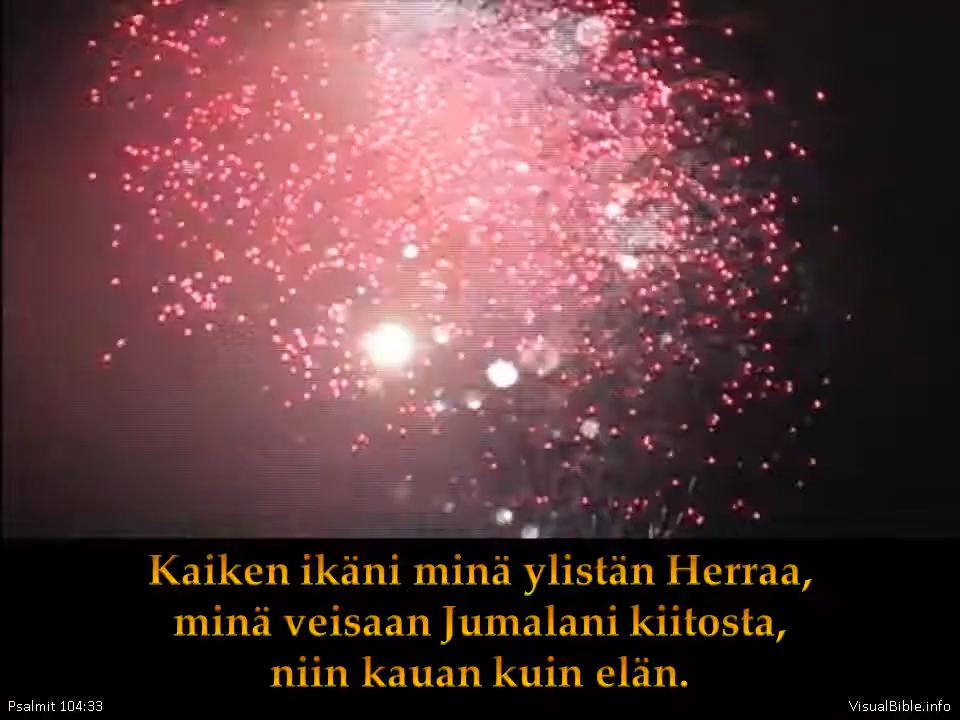 Kaiken ikäni minä ylistän Herraa,
minä veisaan Jumalani kiitosta,
niin kauan kuin elän.
Psalmit 104:33
VisualBible.info